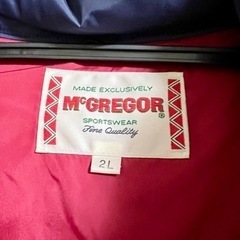 MADE EXCLUSIVELY
McGREGOR®
SPORTSWEAR
Fine Quality
2L